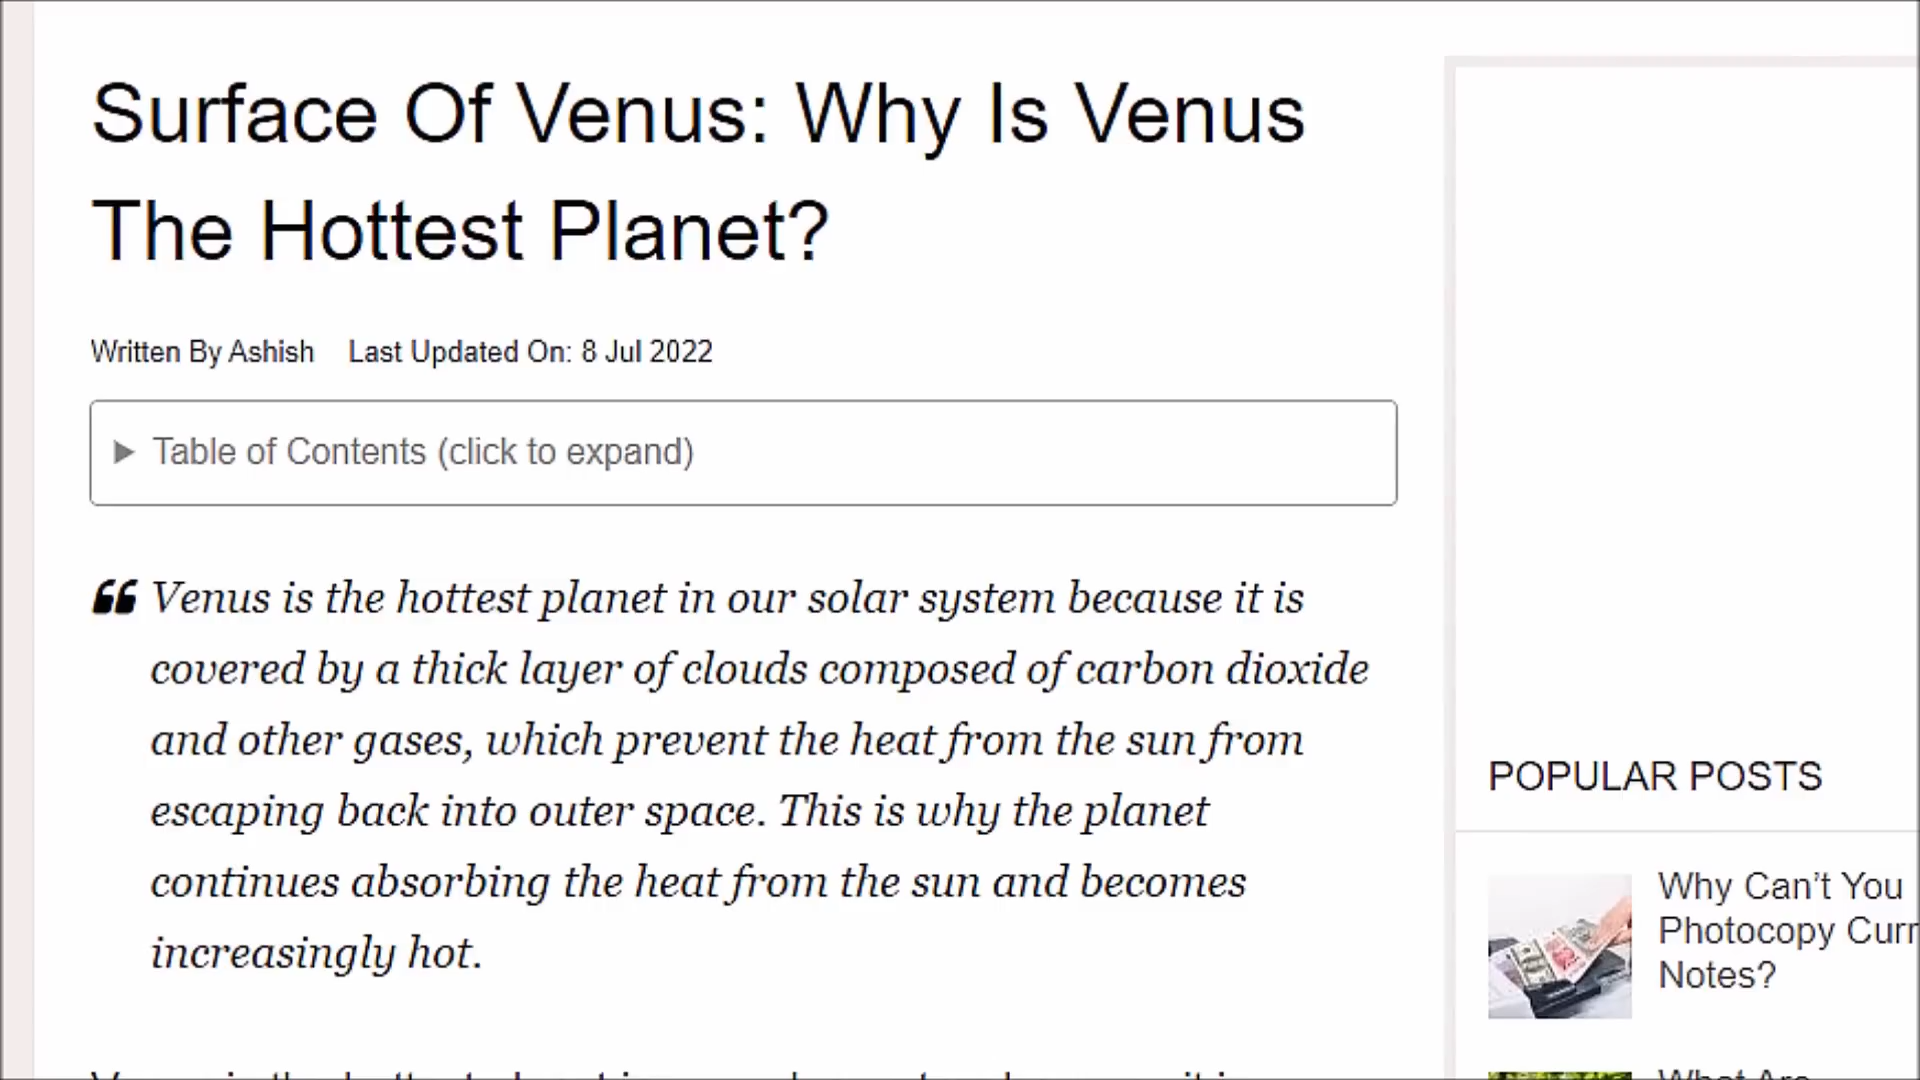 Surface Of Venus: Why Is Venus
The Hottest Planet?
Written By Ashish Last Updated On: 8 Jul 2022
Table of Contents (click to expand)
Venus is the hottest planet in our solar system because it is
covered by a thick layer of clouds composed of carbon dioxide
and other gases, which prevent the heat from the sun from
escaping back into outer space. This is why the planet
continues absorbing the heat from the sun and becomes
increasingly hot.
POPULAR POSTS
Why Can’t You
Photocopy Curr
Notes?
What Are